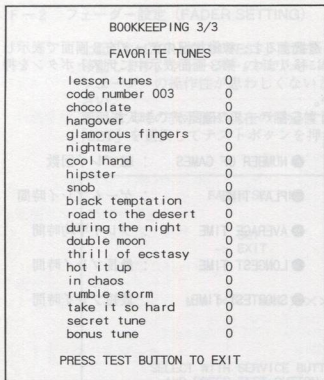 BOOKKEEPING 3/3
FAVORITE TUNES
lesson tunes 0
code number 003 0
chocolate 0
hangover 0
glamorous fingers 0
nightmare 0
cool hand 0
hipster 0
snob 0
black temptation 0
road to the desert 0
during the night 0
double moon 0
thrill of ecstasy 0
hot it up 0
in chaos 0
rumble storm 0
take it so hard 0
secret tune 0
bonus tune 0
PRESS TEST BUTTON TO EXIT